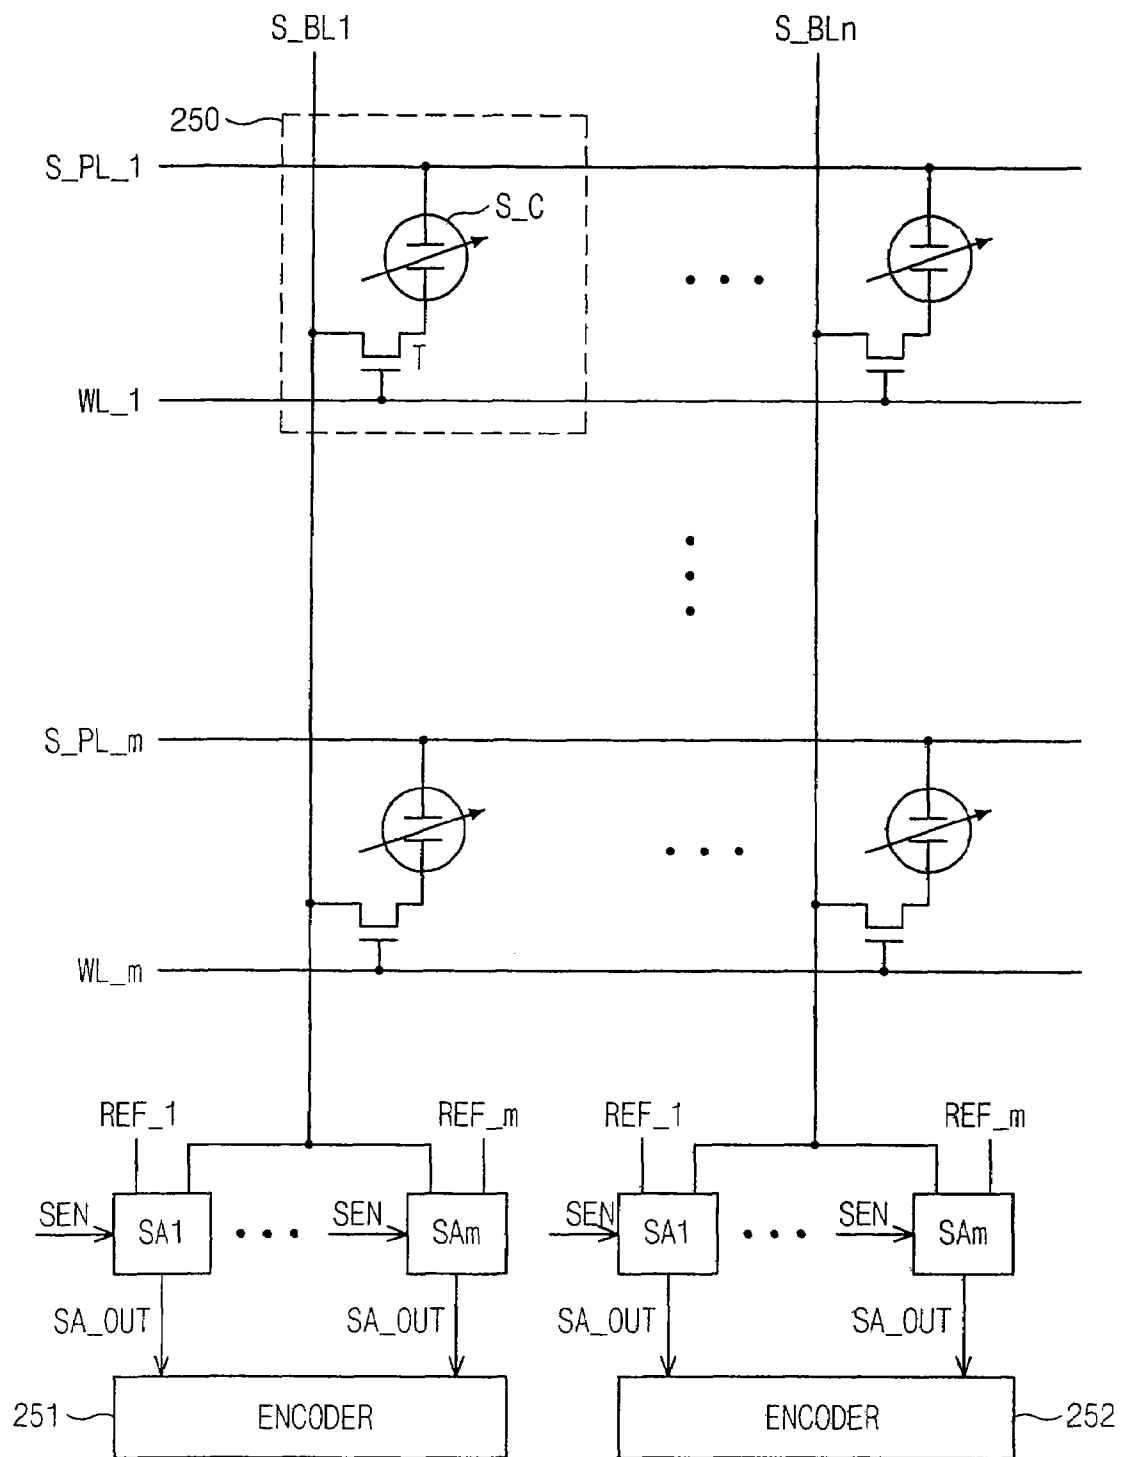 S_BL1 S_BLn
250
S_PL_1
S_C
T
WL_1
S_PL_m
WL_m
REF_1 REF_m REF_1 REF_m
SEN SA1 SEN SAm SEN SA1 SEN SAm
SA_OUT SA_OUT SA_OUT SA_OUT
251 ENCODER ENCODER 252